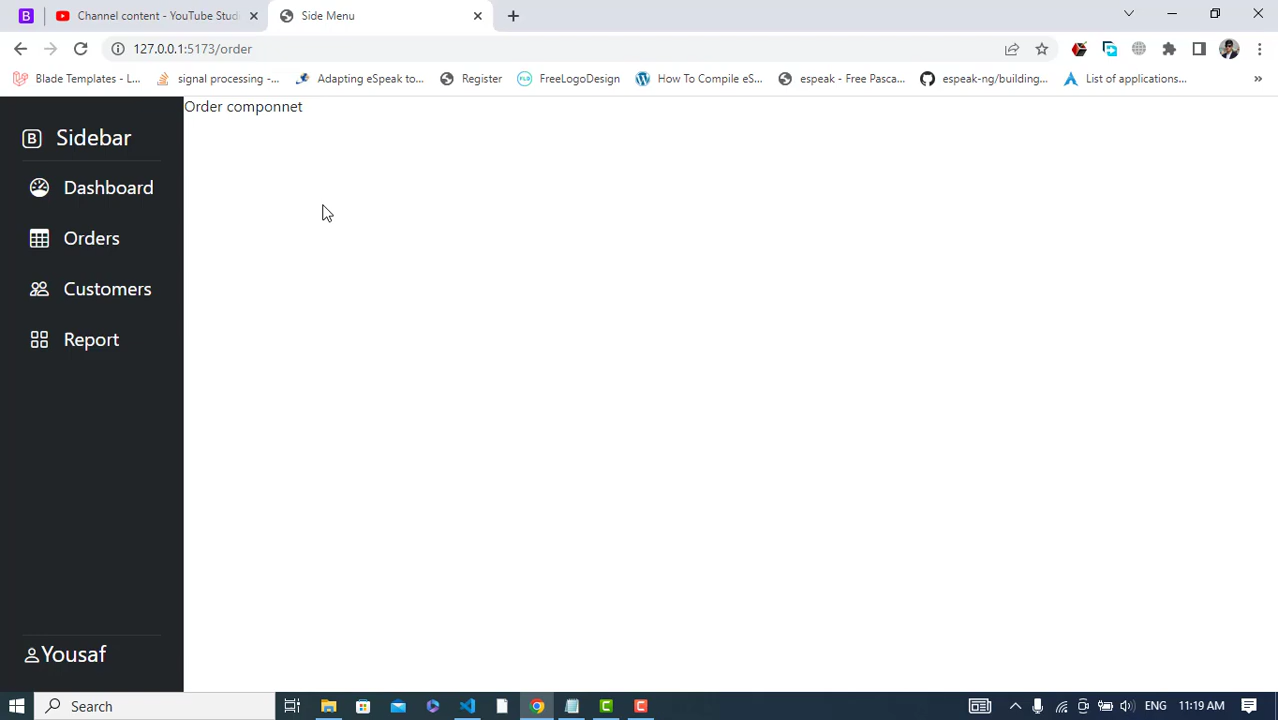 Channel content - YouTube Stud
Side Menu
127.0.0.1:5173/order
Blade Templates - L...
signal processing -...
Adapting eSpeak to...
Register
FLD
FreeLogoDesign
How To Compile eS...
espeak - Free Pasca...
espeak-ng/building...
List of applications...
»
Order componnet
B Sidebar
Dashboard
Orders
Customers
Report
Yousaf
Search
ENG
11:19 AM